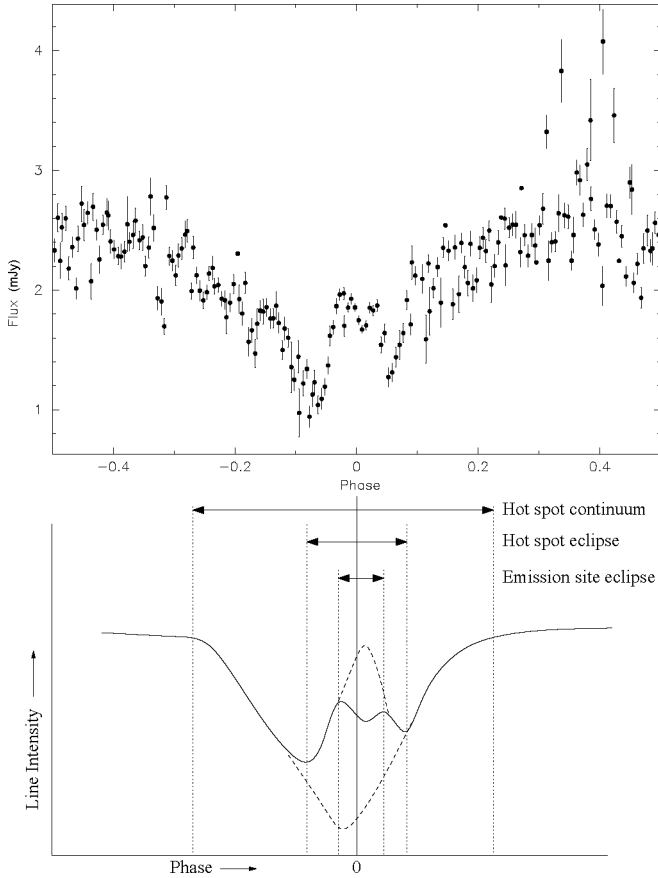 4
3
2
1
Flux (mJy)
−0.4
−0.2
0
0.2
0.4
Phase
Hot spot continuum
Hot spot eclipse
Emission site eclipse
Line Intensity
Phase
0